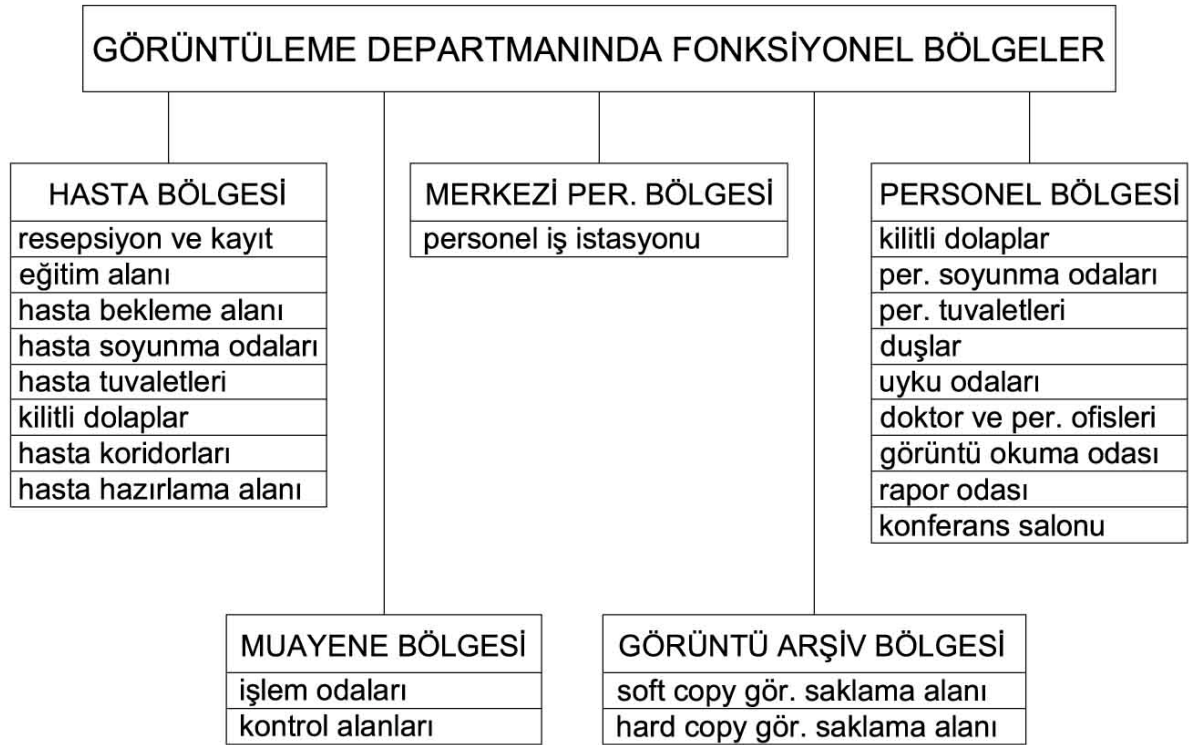 GÖRÜNTÜLEME DEPARTMANINDA FONKSİYONEL BÖLGELER
HASTA BÖLGESİ
resepsiyon ve kayıt
eğitim alanı
hasta bekleme alanı
hasta soyunma odaları
hasta tuvaletleri
kilitli dolaplar
hasta koridorları
hasta hazırlama alanı
MERKEZİ PER. BÖLGESİ
personel iş istasyonu
PERSONEL BÖLGESİ
kilitli dolaplar
per. soyunma odaları
per. tuvaletleri
duşlar
uyku odaları
doktor ve per. ofisleri
görüntü okuma odası
rapor odası
konferans salonu
MUAYENE BÖLGESİ
işlem odaları
kontrol alanları
GÖRÜNTÜ ARŞİV BÖLGESİ
soft copy gör. saklama alanı
hard copy gör. saklama alanı